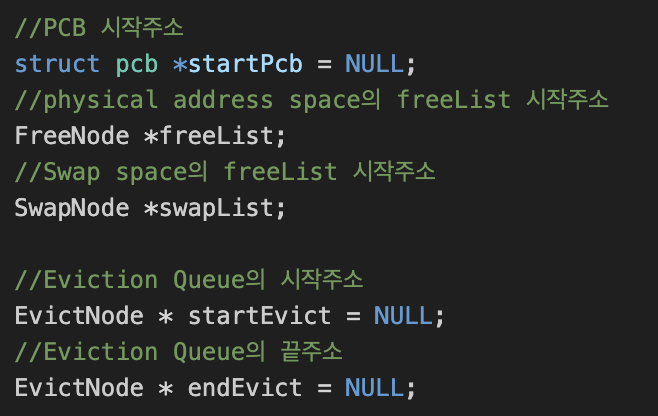 //PCB 시작주소
struct pcb *startPcb = NULL;
//physical address space의 freeList 시작주소
FreeNode *freeList;
//Swap space의 freeList 시작주소
SwapNode *swapList;
//Eviction Queue의 시작주소
EvictNode * startEvict = NULL;
//Eviction Queue의 끝주소
EvictNode * endEvict = NULL;